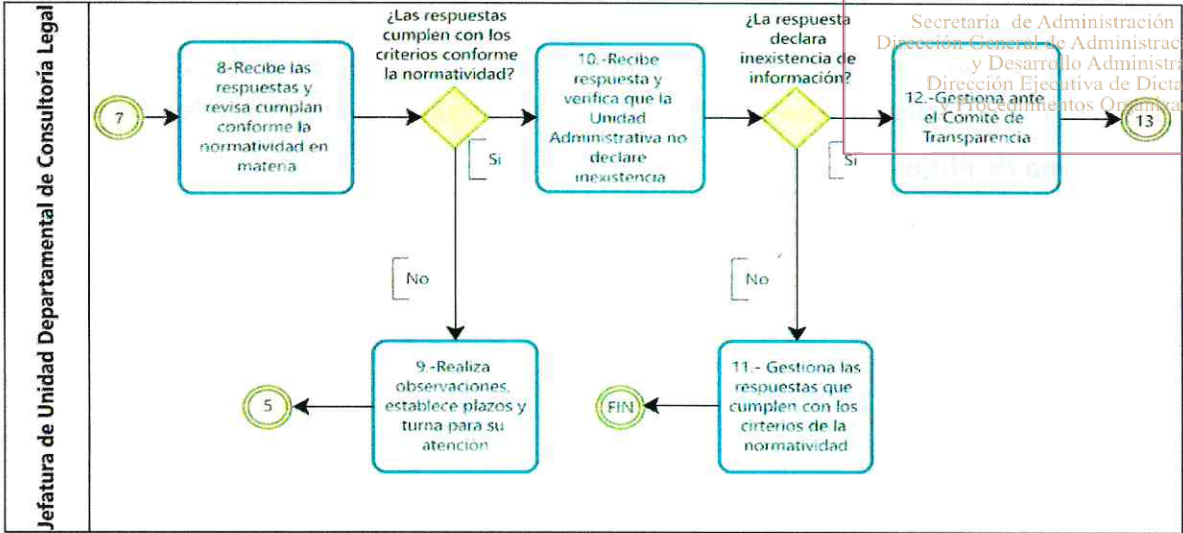 Jefatura de Unidad Departamental de Consultoría Legal
7
8-Recibe las
respuestas y
revisa cumplan
conforme la
normatividad en
materia
¿Las respuestas
cumplen con los
criterios conforme
la normatividad?
Si
No
9.-Realiza
observaciones,
establece plazos y
turna para su
atención
5
10.-Recibe
respuesta y
verifica que la
Unidad
Administrativa no
declare
inexistencia
¿La respuesta
declara
inexistencia de
información?
Si
No
11.- Gestiona las
respuestas que
cumplen con los
cirterios de la
normatividad
FIN
12.-Gestiona ante
el Comité de
Transparencia
13
Secretaría de Administración
Dirección General de Administrac
y Desarrollo Administra
Dirección Ejecutiva de Dicta
y Procedimientos Organiza